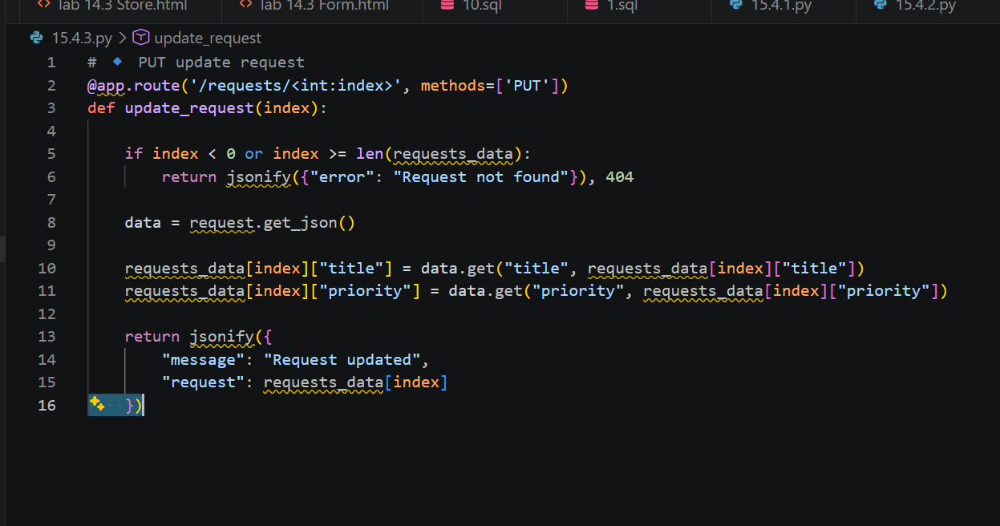 lab 14.3 Store.html lab 14.3 Form.html 10.sql 1.sql 15.4.1.py 15.4.2.py
15.4.3.py > update_request
1 # 🔹 PUT update request
2 @app.route('/requests/<int:index>', methods=['PUT'])
3 def update_request(index):
4
5     if index < 0 or index >= len(requests_data):
6         return jsonify({"error": "Request not found"}), 404
7
8     data = request.get_json()
9
10     requests_data[index]["title"] = data.get("title", requests_data[index]["title"])
11     requests_data[index]["priority"] = data.get("priority", requests_data[index]["priority"])
12
13     return jsonify({
14         "message": "Request updated",
15         "request": requests_data[index]
16     })